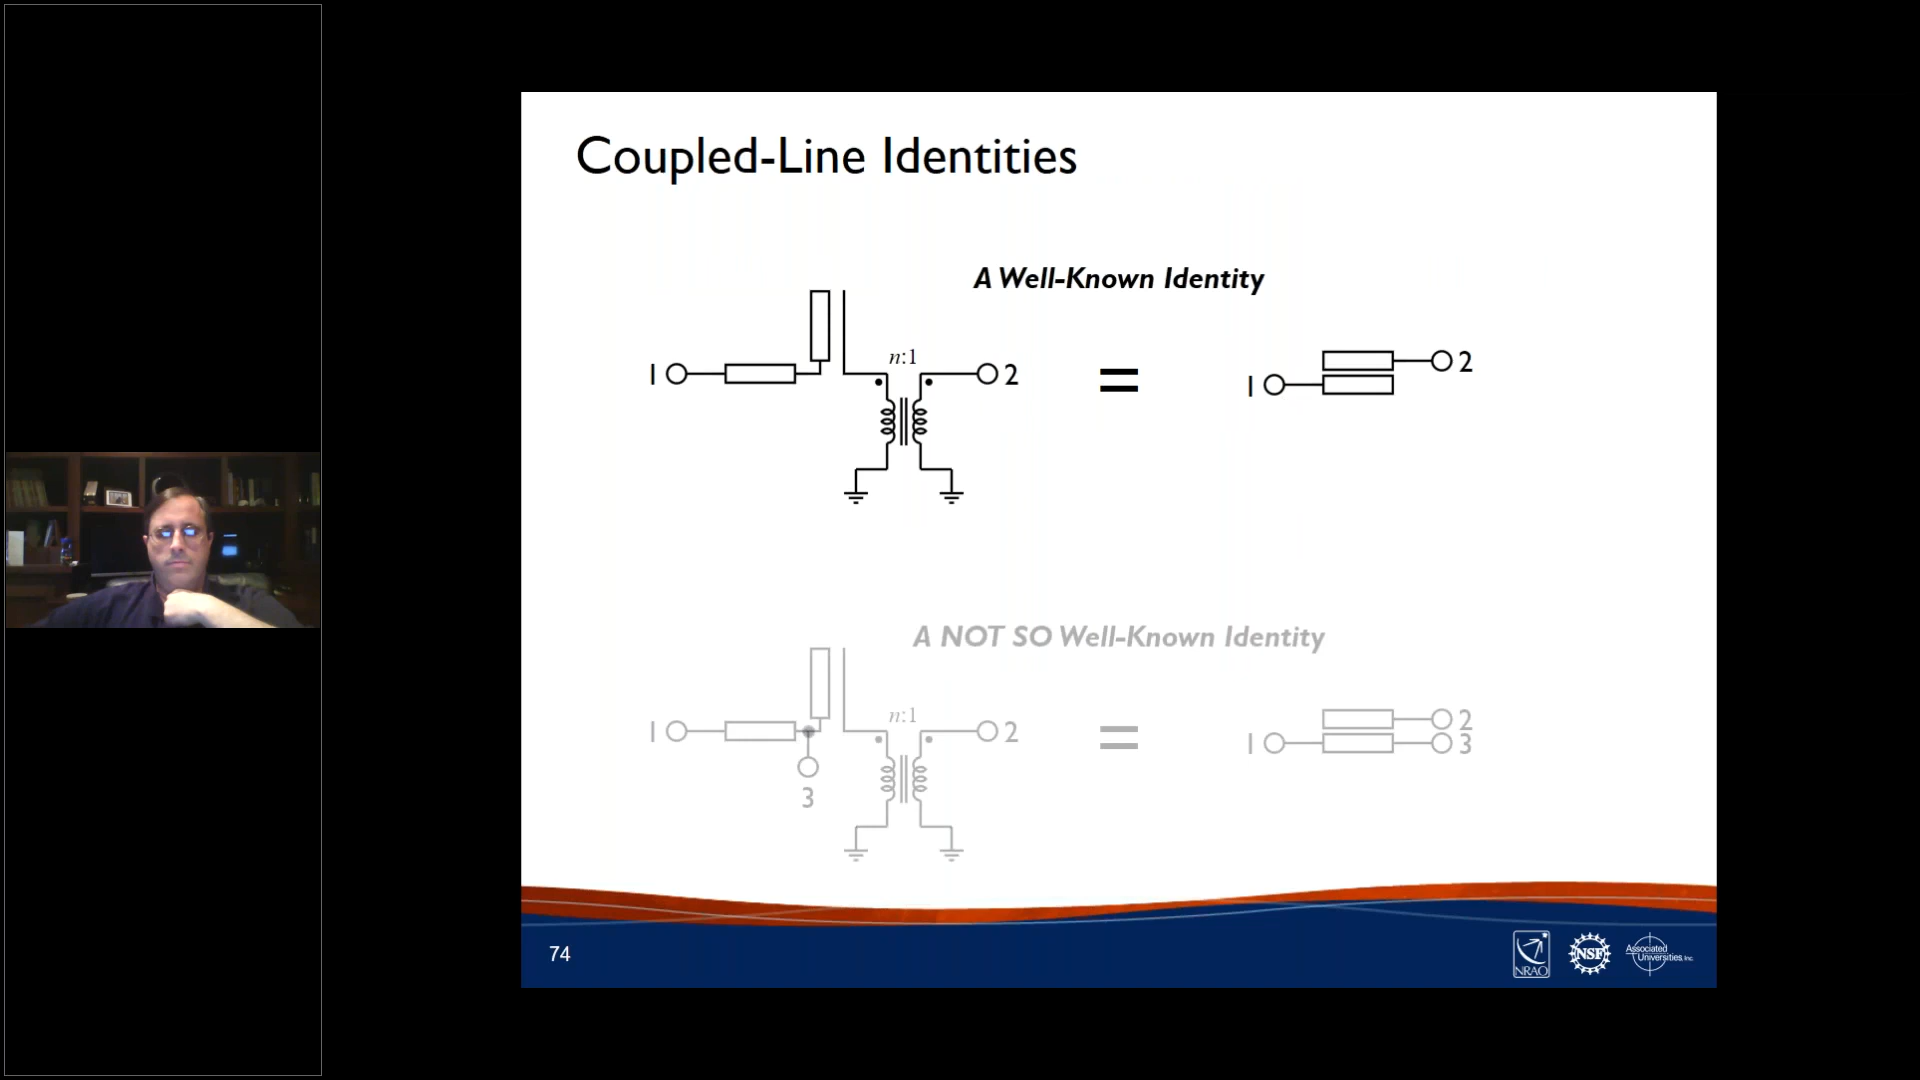 Coupled-Line Identities
A Well-Known Identity
1
n:1
2
=
1
2
A NOT SO Well-Known Identity
1
3
n:1
2
=
1
2
3
74
NRAO
NSF
Associated
Universities, Inc.